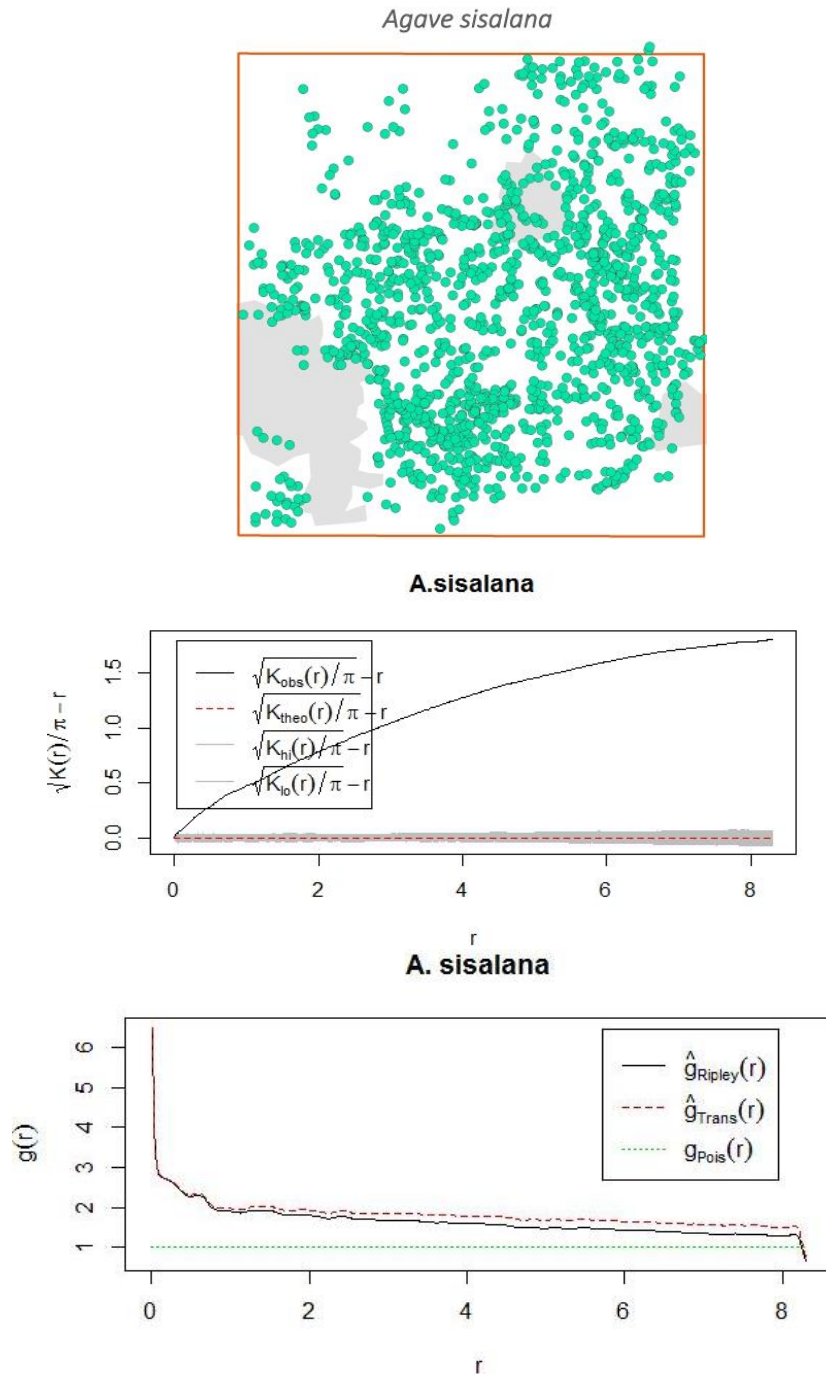 Agave sisalana
A.sisalana
√K(r)/π − r
1.5
1.0
0.5
0.0
√K_obs(r)/π − r
√K_theo(r)/π − r
√K_hi(r)/π − r
√K_lo(r)/π − r
0 2 4 6 8
r
A. sisalana
g(r)
6
5
4
3
2
1
ĝ_Ripley(r)
ĝ_Trans(r)
g_Pois(r)
0 2 4 6 8
r